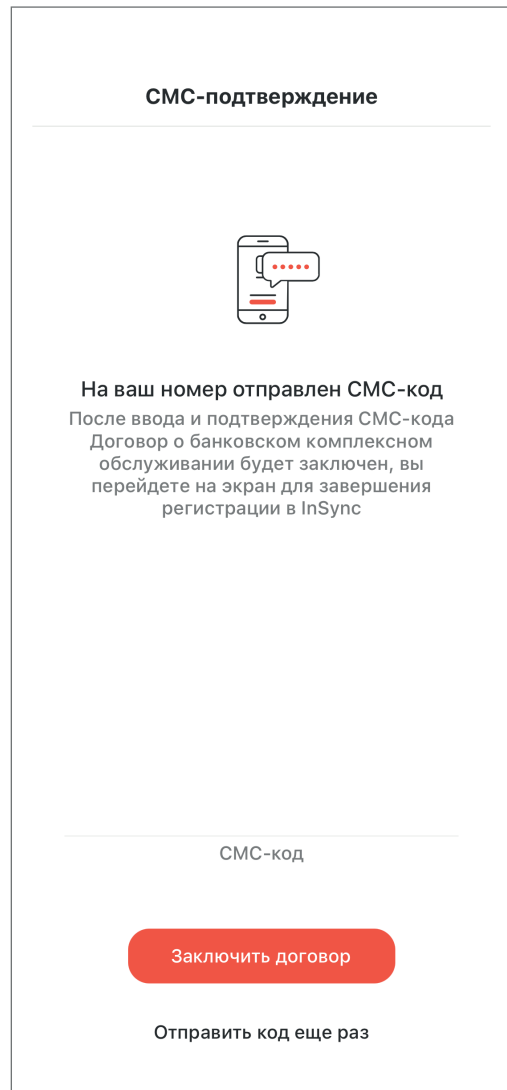 СМС-подтверждение
На ваш номер отправлен СМС-код
После ввода и подтверждения СМС-кода
Договор о банковском комплексном
обслуживании будет заключен, вы
перейдете на экран для завершения
регистрации в InSync
СМС-код
Заключить договор
Отправить код еще раз